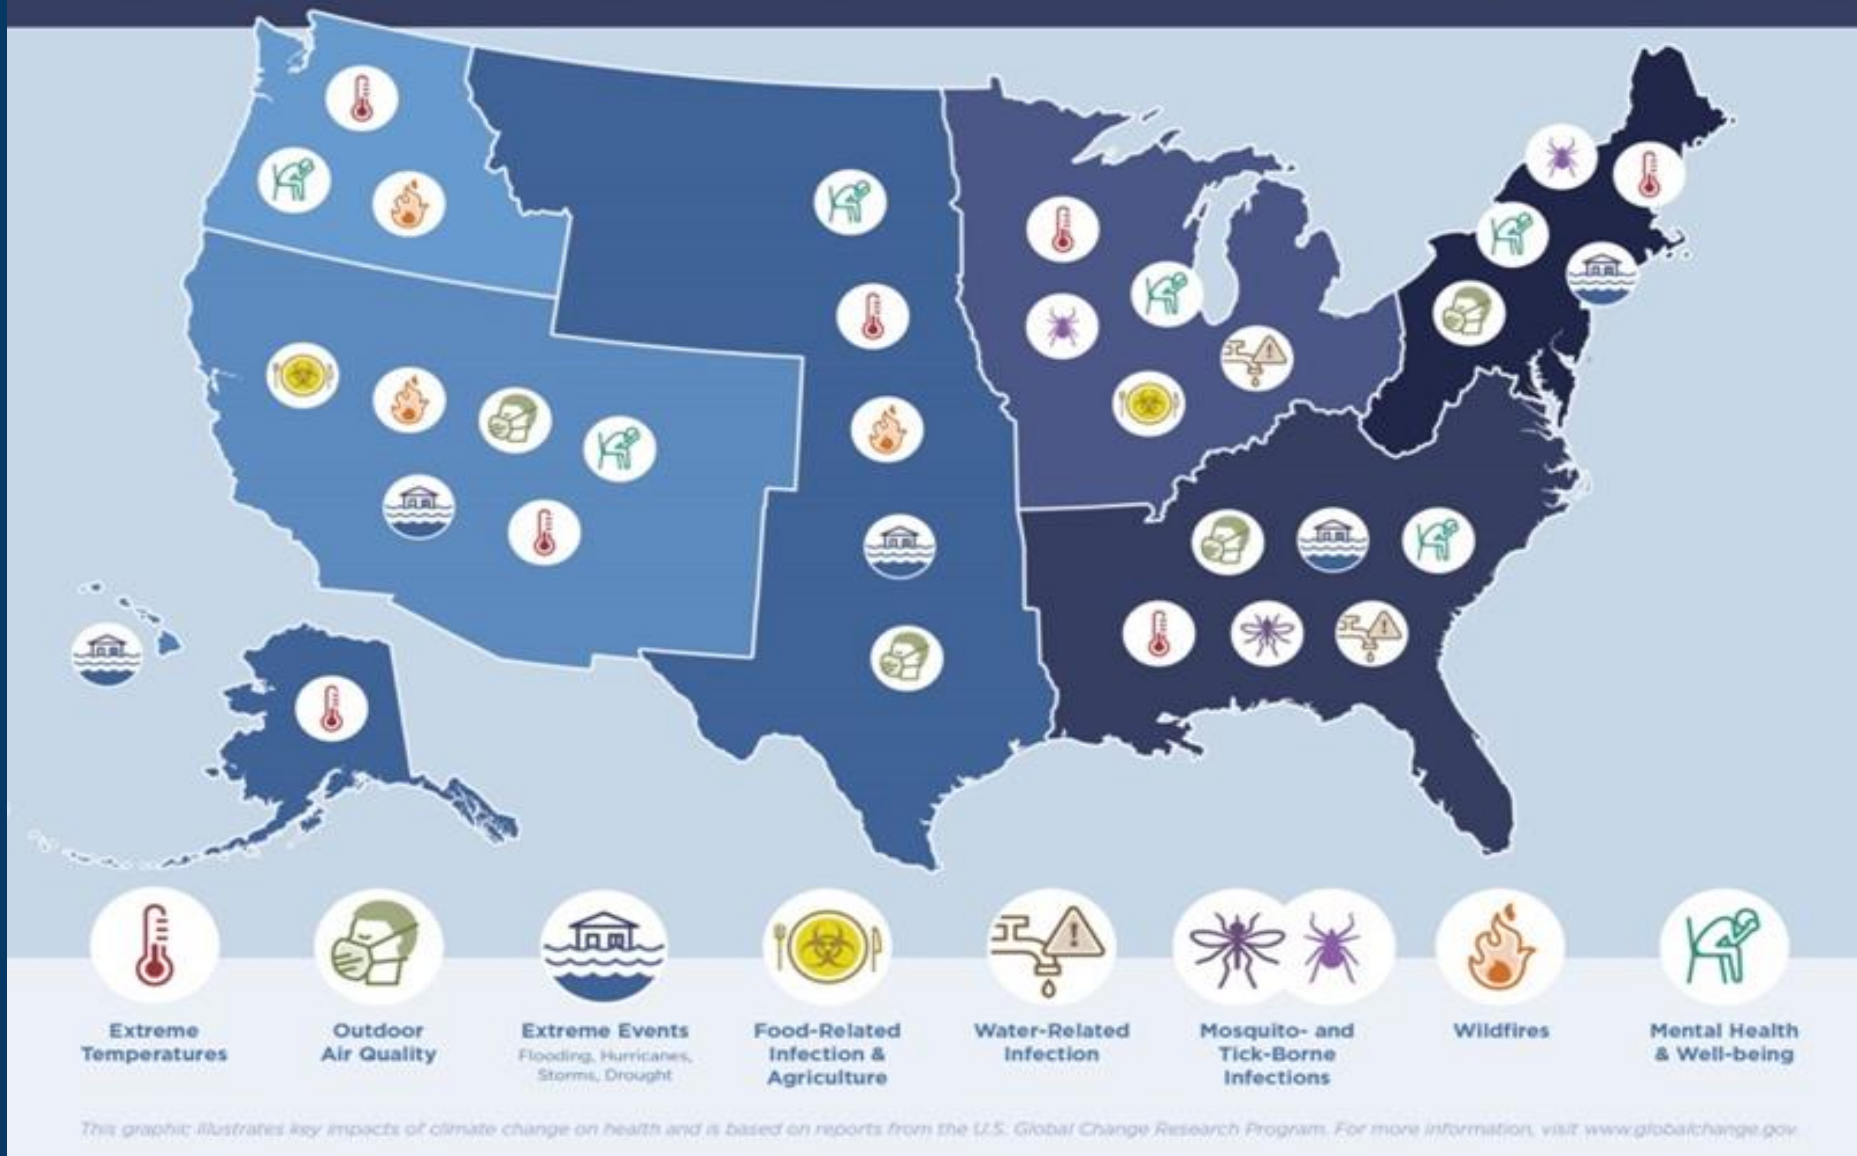 Extreme
Temperatures
Outdoor
Air Quality
Extreme Events
Flooding, Hurricanes,
Storms, Drought
Food-Related
Infection &
Agriculture
Water-Related
Infection
Mosquito- and
Tick-Borne
Infections
Wildfires
Mental Health
& Well-being
This graphic illustrates key impacts of climate change on health and is based on reports from the U.S. Global Change Research Program. For more information, visit www.globalchange.gov